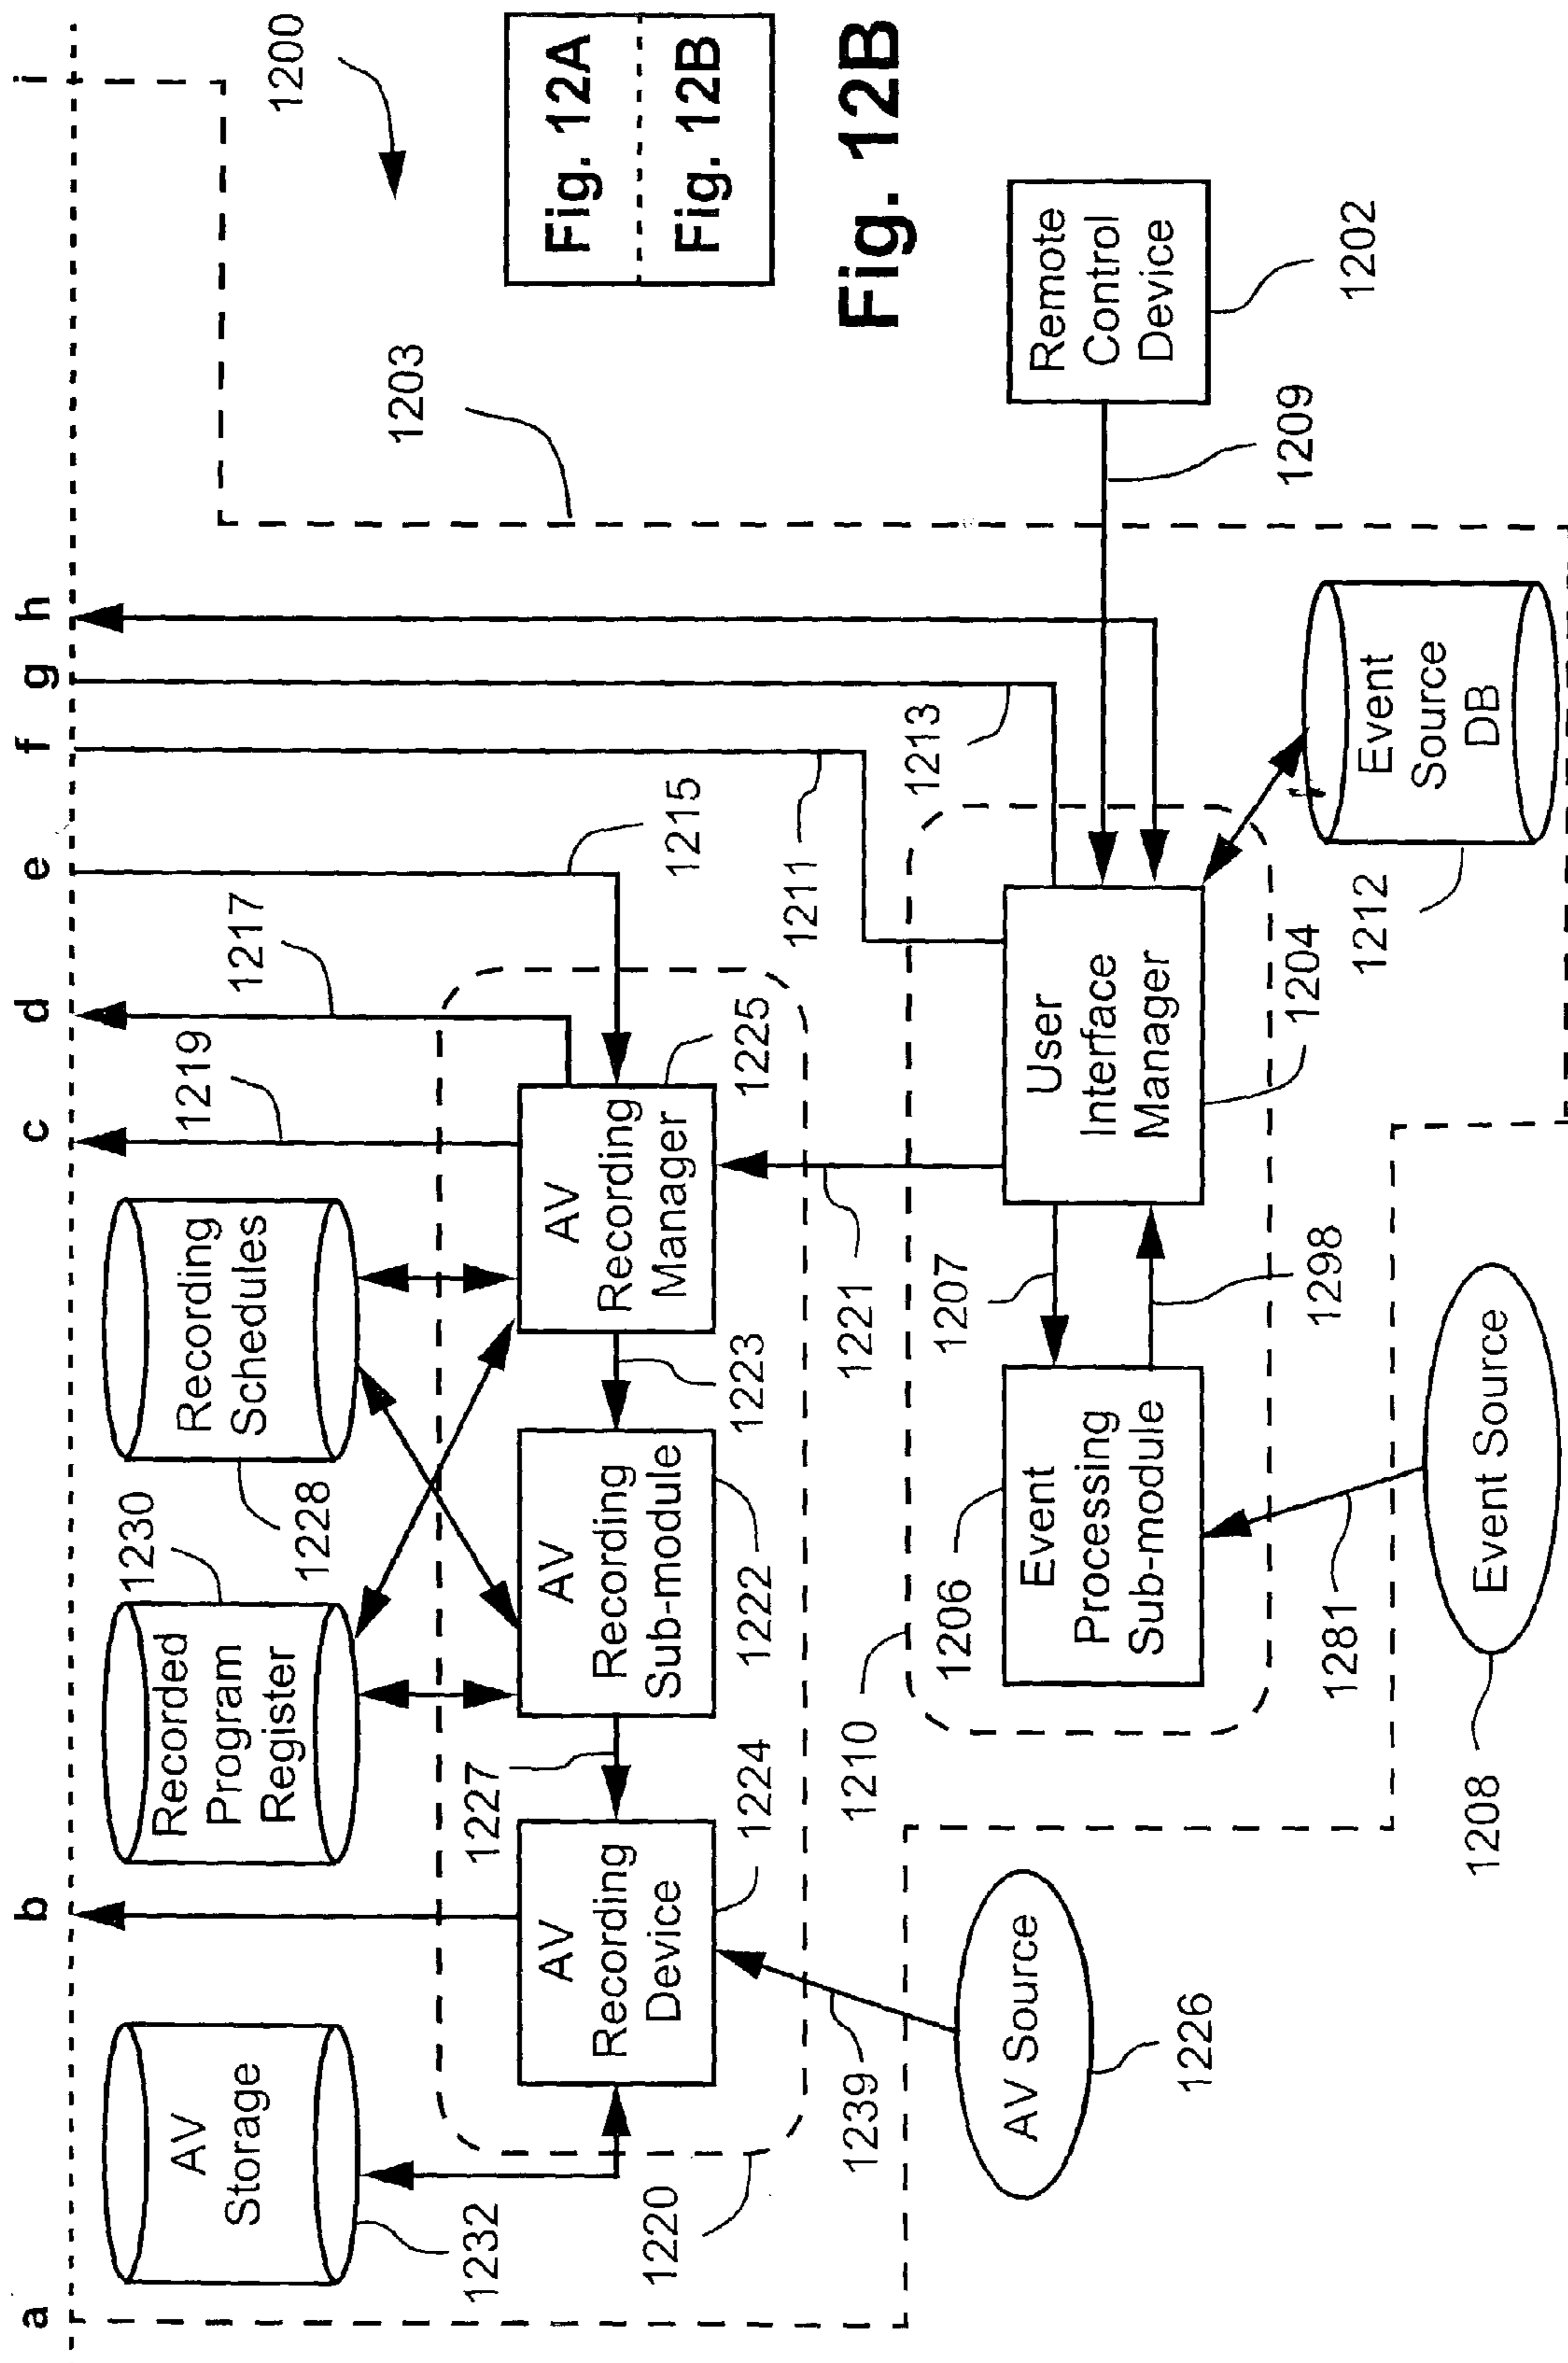 a
b
c
d
e
f
g
h
i
AV
Storage
1232
Recorded
Program
Register
1230
Recording
Schedules
1228
1219
1217
1200
Fig. 12A
Fig. 12B
1203
1215
1220
AV
Recording
Device
1224
1227
AV
Recording
Sub-module
1222
1223
AV
Recording
Manager
1225
1239
AV Source
1226
1210
1221
1211
1213
Fig. 12B
1206
Event
Processing
Sub-module
1207
1298
User
Interface
Manager
1204
1209
Remote
Control
Device
1202
1281
Event Source
1208
1212
Event
Source
DB